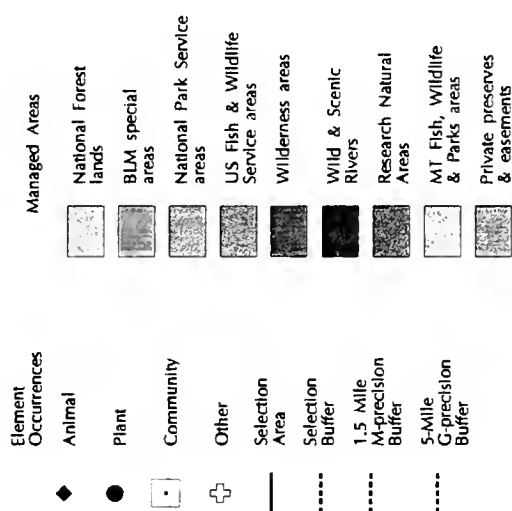 Managed Areas
National Forest
lands
BLM special
areas
National Park Service
areas
US Fish & Wildlife
Service areas
Wilderness areas
Wild & Scenic
Rivers
Research Natural
Areas
MT Fish, Wildlife
& Parks areas
Private preserves
& easements
Element
Occurrences
Animal
Plant
Community
Other
Selection
Area
Selection
Buffer
1.5 Mile
M-precision
Buffer
5-Mile
G-precision
Buffer